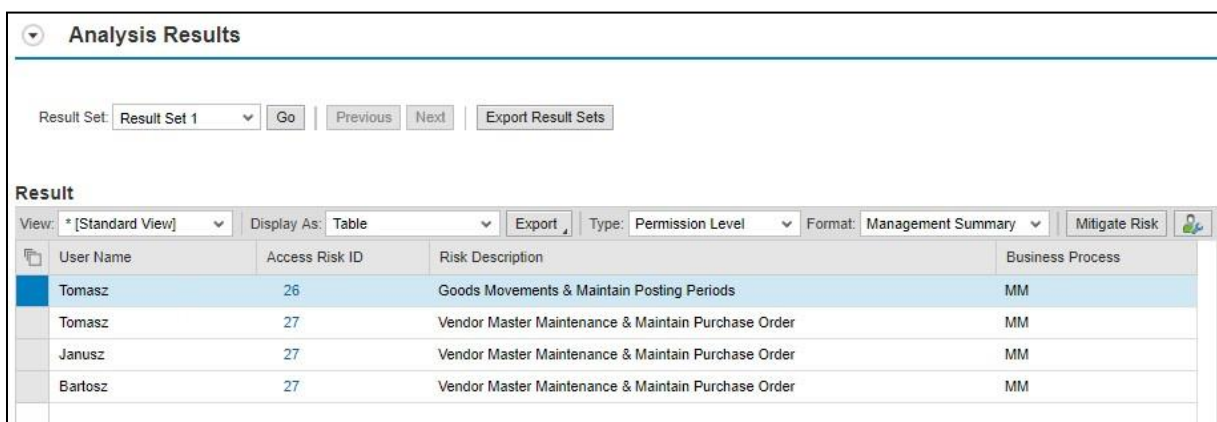 Analysis Results
Result Set: Result Set 1 Go Previous Next Export Result Sets
Result
View: * [Standard View] Display As: Table Export Type: Permission Level Format: Management Summary Mitigate Risk
User Name Access Risk ID Risk Description Business Process
Tomasz 26 Goods Movements & Maintain Posting Periods MM
Tomasz 27 Vendor Master Maintenance & Maintain Purchase Order MM
Janusz 27 Vendor Master Maintenance & Maintain Purchase Order MM
Bartosz 27 Vendor Master Maintenance & Maintain Purchase Order MM